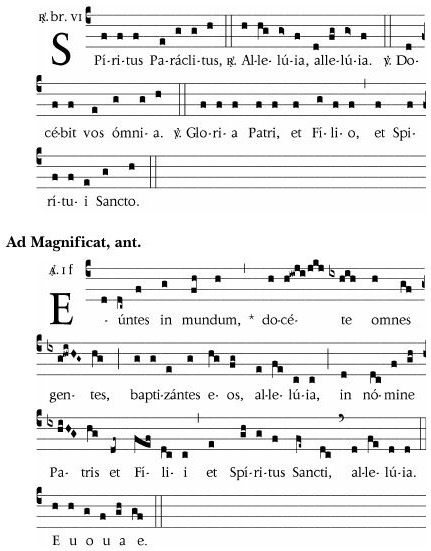 ℟. br. VI
SPí-ri-tus Pa-rácli-tus, ℟. Al-le-lú-ia, alle-lú-ia. ℣. Do-
cé-bit vos ómni-a. ℣. Glo-ri-a Patri, et Fí-li-o, et Spi-
rí-tu-i Sancto.
Ad Magnificat, ant.
A. I f
E-úntes in mundum, * do-cé-te omnes
gen-tes, bapti-zántes e-os, al-le-lú-ia, in nó-mine
Pa-tris et Fí-li-i et Spí-ri-tus Sancti, al-le-lú-ia.
E u o u a e.